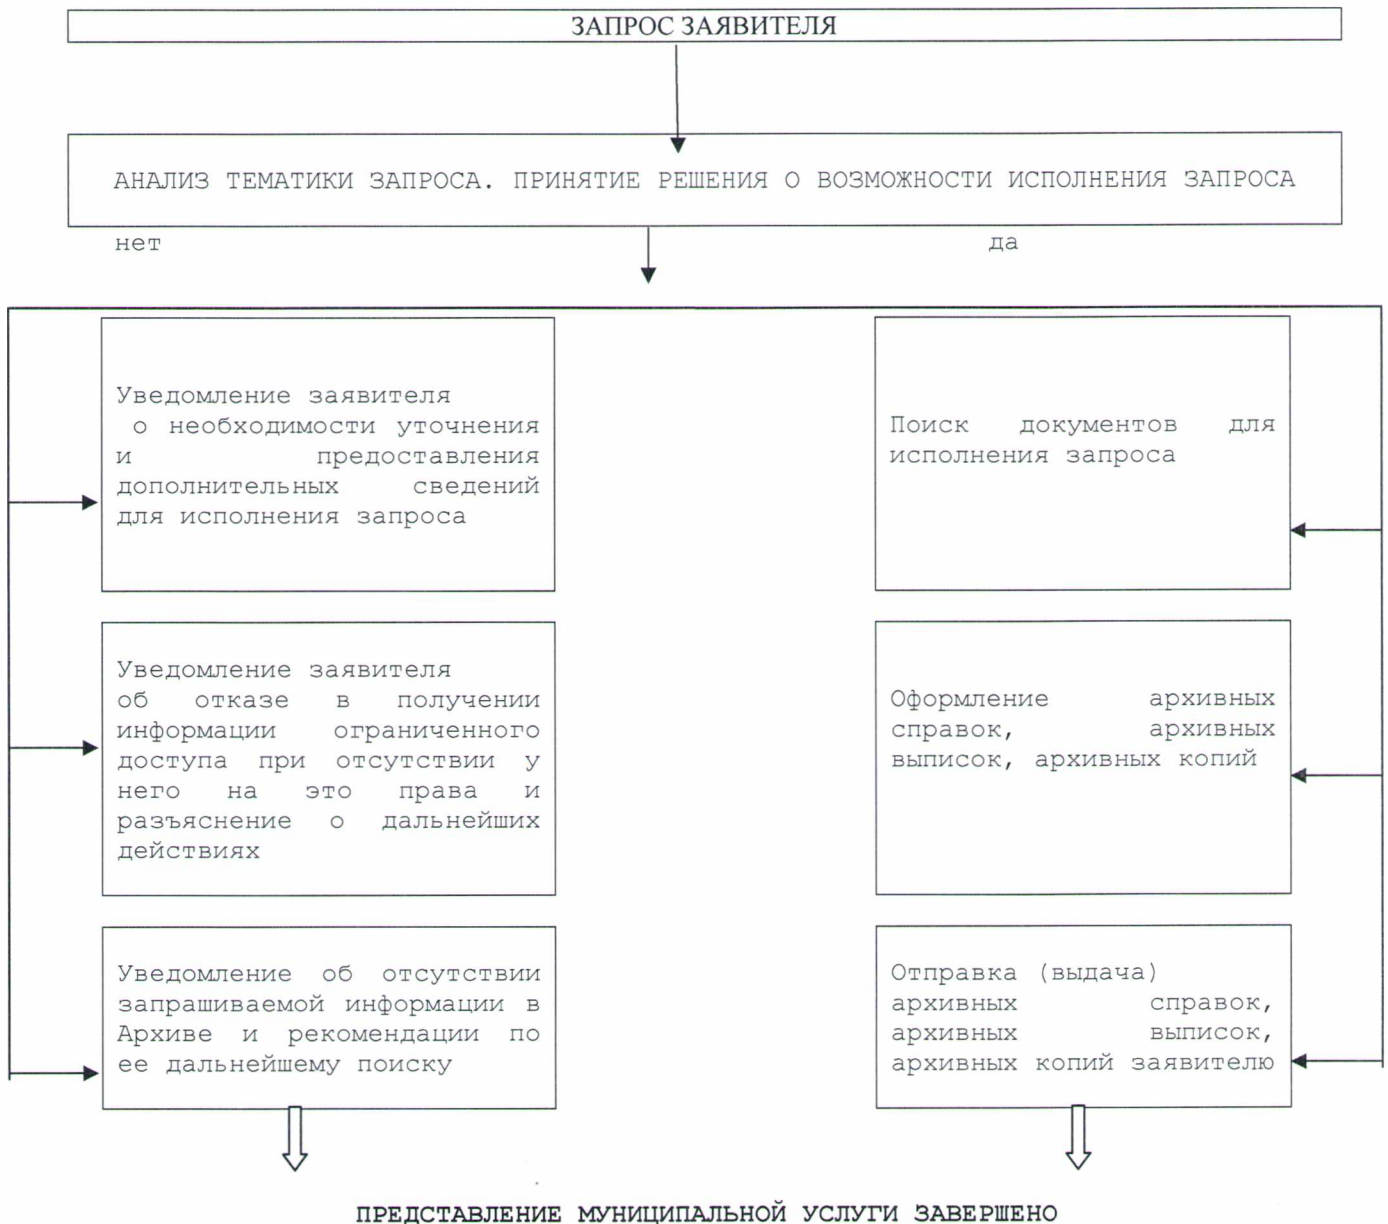 ЗАПРОС ЗАЯВИТЕЛЯ
АНАЛИЗ ТЕМАТИКИ ЗАПРОСА. ПРИНЯТИЕ РЕШЕНИЯ О ВОЗМОЖНОСТИ ИСПОЛНЕНИЯ ЗАПРОСА
нет
да
Уведомление заявителя
о необходимости уточнения
и предоставления
дополнительных сведений
для исполнения запроса
Поиск документов для
исполнения запроса
Уведомление заявителя
об отказе в получении
информации ограниченного
доступа при отсутствии у
него на это права и
разъяснение о дальнейших
действиях
Оформление архивных
справок, архивных
выписок, архивных копий
Уведомление об отсутствии
запрашиваемой информации в
Архиве и рекомендации по
ее дальнейшему поиску
Отправка (выдача)
архивных справок,
архивных выписок,
архивных копий заявителю
ПРЕДСТАВЛЕНИЕ МУНИЦИПАЛЬНОЙ УСЛУГИ ЗАВЕРШЕНО